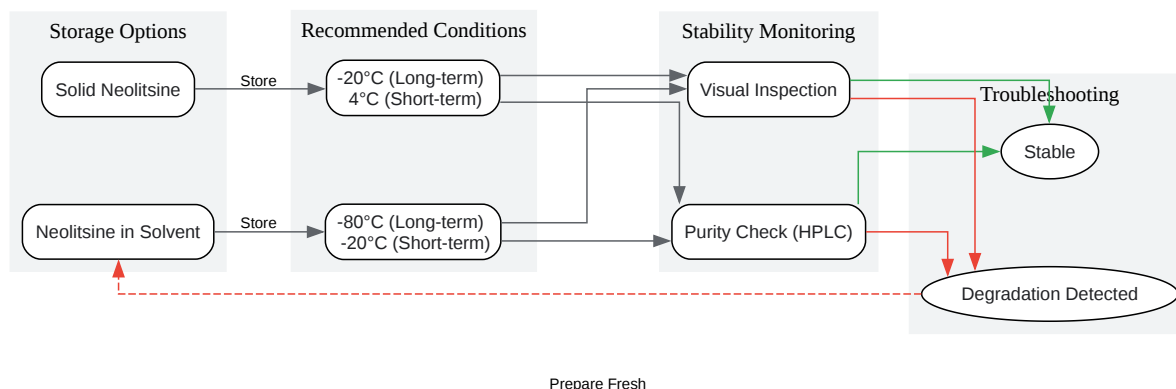 Storage Options
Recommended Conditions
Stability Monitoring
Troubleshooting
Solid Neolitsine
Store
-20°C (Long-term)
4°C (Short-term)
Visual Inspection
Stable
Neolitsine in Solvent
Store
-80°C (Long-term)
-20°C (Short-term)
Purity Check (HPLC)
Degradation Detected
Prepare Fresh